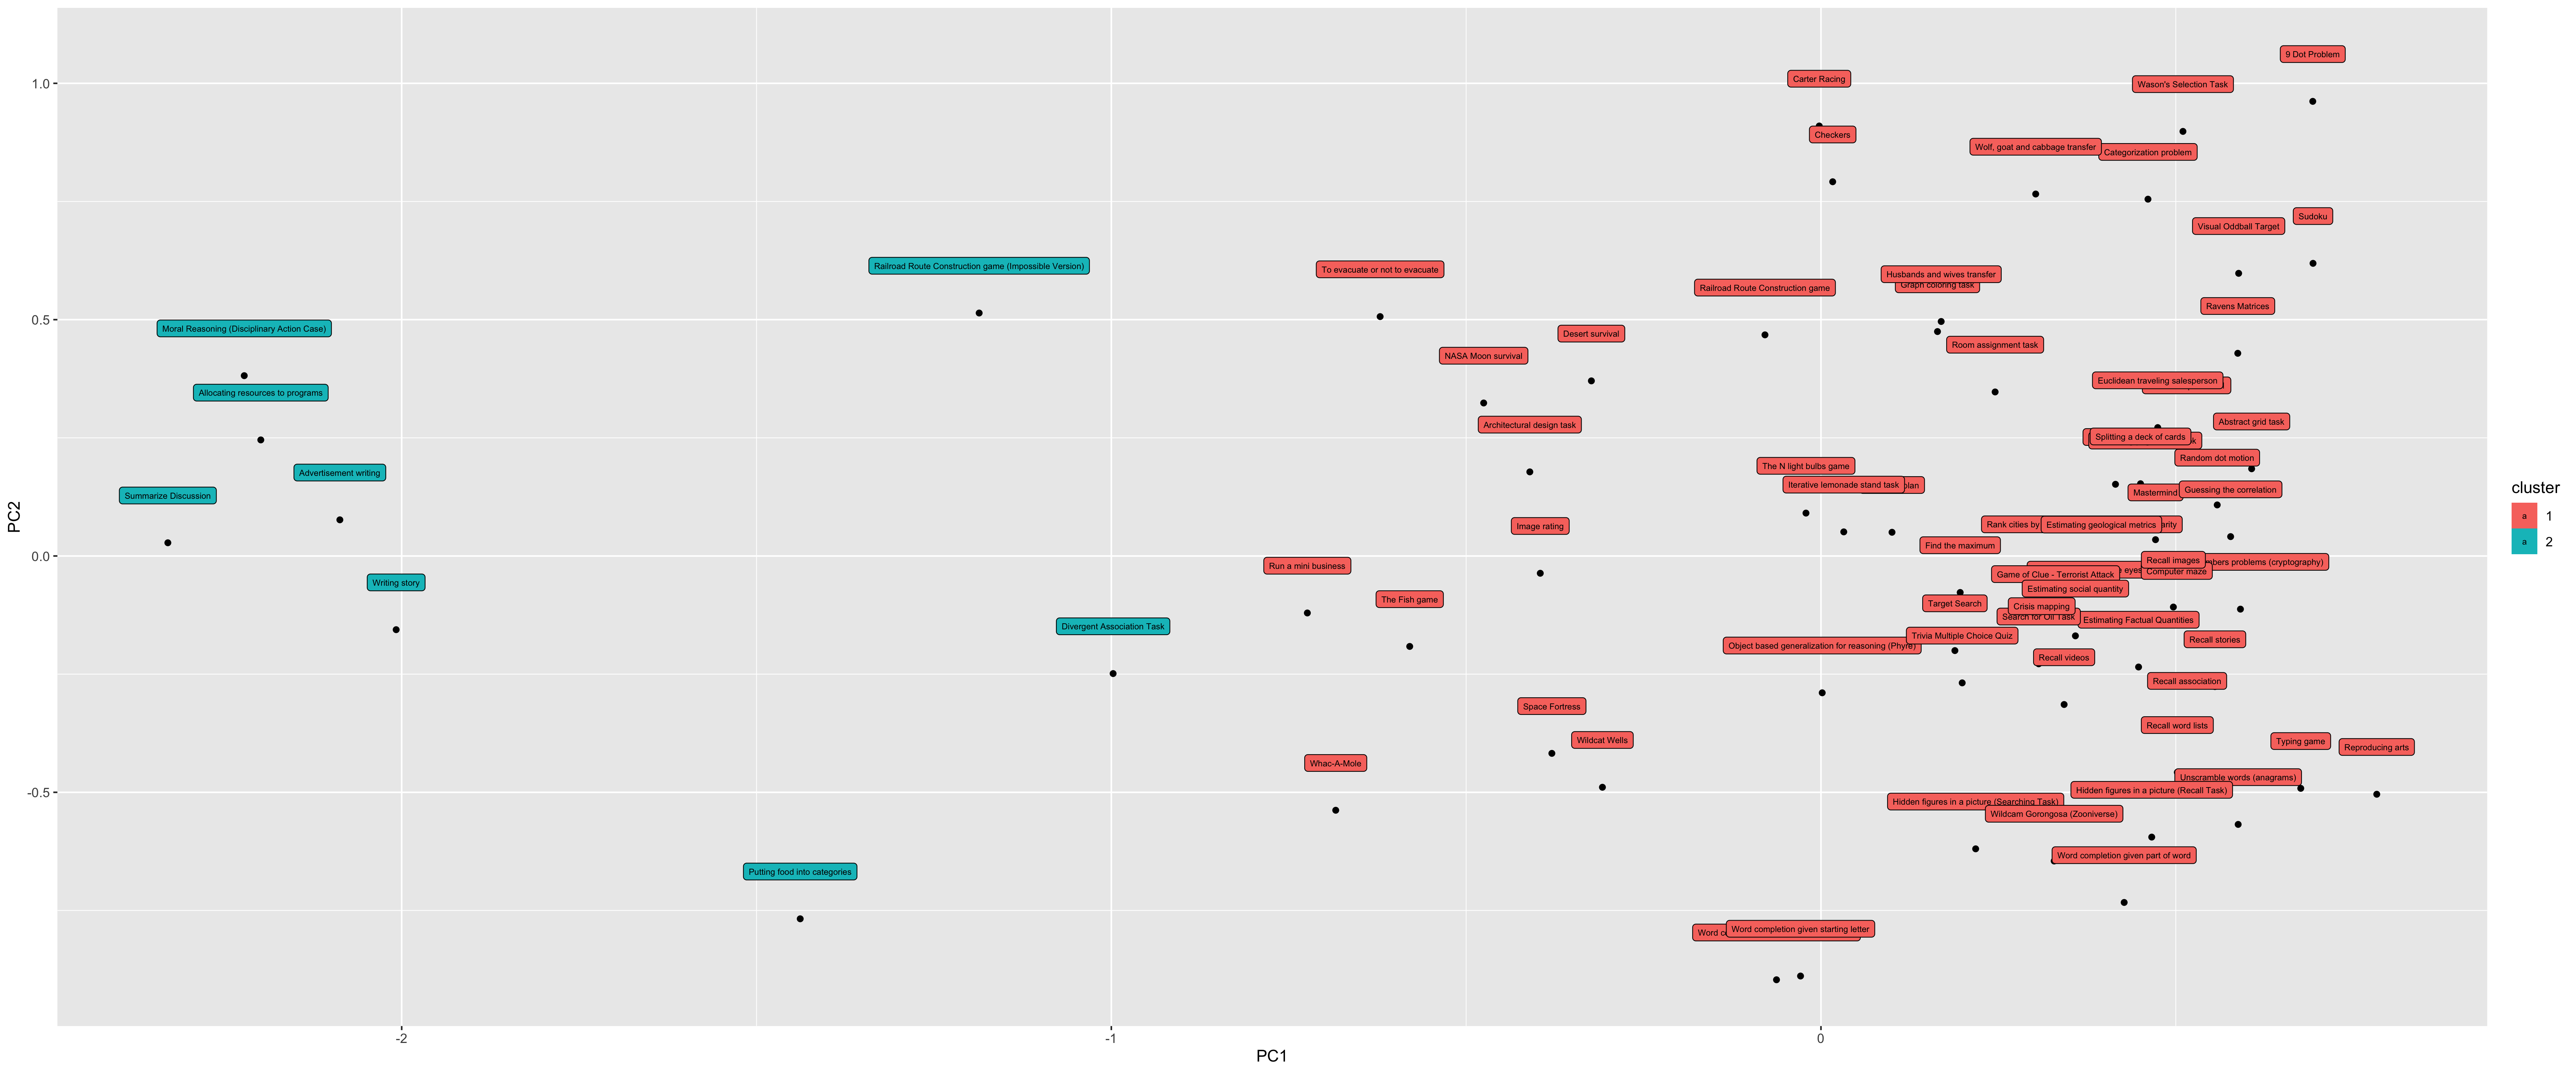 9 Dot Problem
Carter Racing
Wason's Selection Task
1.0
Checkers
Wolf, goat and cabbage transfer
Categorization problem
Sudoku
Visual Oddball Target
Railroad Route Construction game (Impossible Version)
To evacuate or not to evacuate
Husbands and wives transfer
Graph coloring task
Railroad Route Construction game
Ravens Matrices
0.5
Moral Reasoning (Disciplinary Action Case)
Desert survival
Room assignment task
NASA Moon survival
Euclidean traveling salesperson
Allocating resources to programs
Architectural design task
Abstract grid task
Splitting a deck of cards
Random dot motion
The N light bulbs game
Advertisement writing
Iterative lemonade stand task
plan
Guessing the correlation
Mastermind
Summarize Discussion
Image rating
Rank cities by
Estimating geological metrics
Find the maximum
0.0
Run a mini business
Recall images
problems (cryptography)
eyes
Computer maze
Game of Clue - Terrorist Attack
Writing story
Estimating social quantity
The Fish game
Target Search
Crisis mapping
Search for Oil Task
Estimating Factual Quantities
Divergent Association Task
Trivia Multiple Choice Quiz
Recall stories
Object based generalization for reasoning (Phyre)
Recall videos
Recall association
Space Fortress
Recall word lists
Wildcat Wells
Typing game
Reproducing arts
Whac-A-Mole
Unscramble words (anagrams)
-0.5
Hidden figures in a picture (Recall Task)
Hidden figures in a picture (Searching Task)
Wildcam Gorongosa (Zooniverse)
Word completion given part of word
Putting food into categories
Word completion given starting letter
Word
-2
-1
0
PC1
PC2
cluster
a 1
a 2